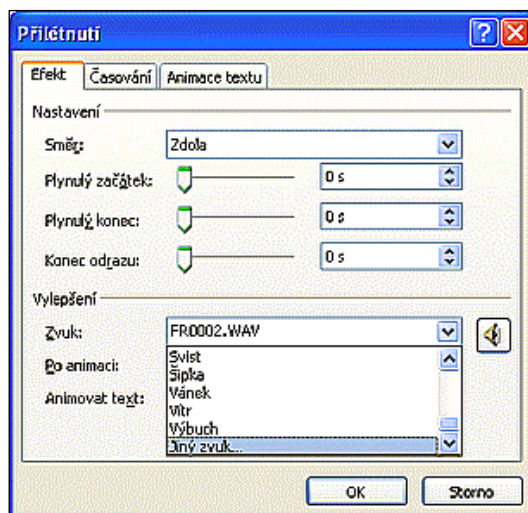 Přilétnutí
Efekt Časování Animace textu
Nastavení
Směr: Zdola
Plynulý začátek: 0 s
Plynulý konec: 0 s
Konec odrazu: 0 s
Vylepšení
Zvuk: FR0002.WAV
Po animaci:
Animovat text:
Svist
Šipka
Vánek
Vítr
Výbuch
Jiný zvuk...
OK Storno